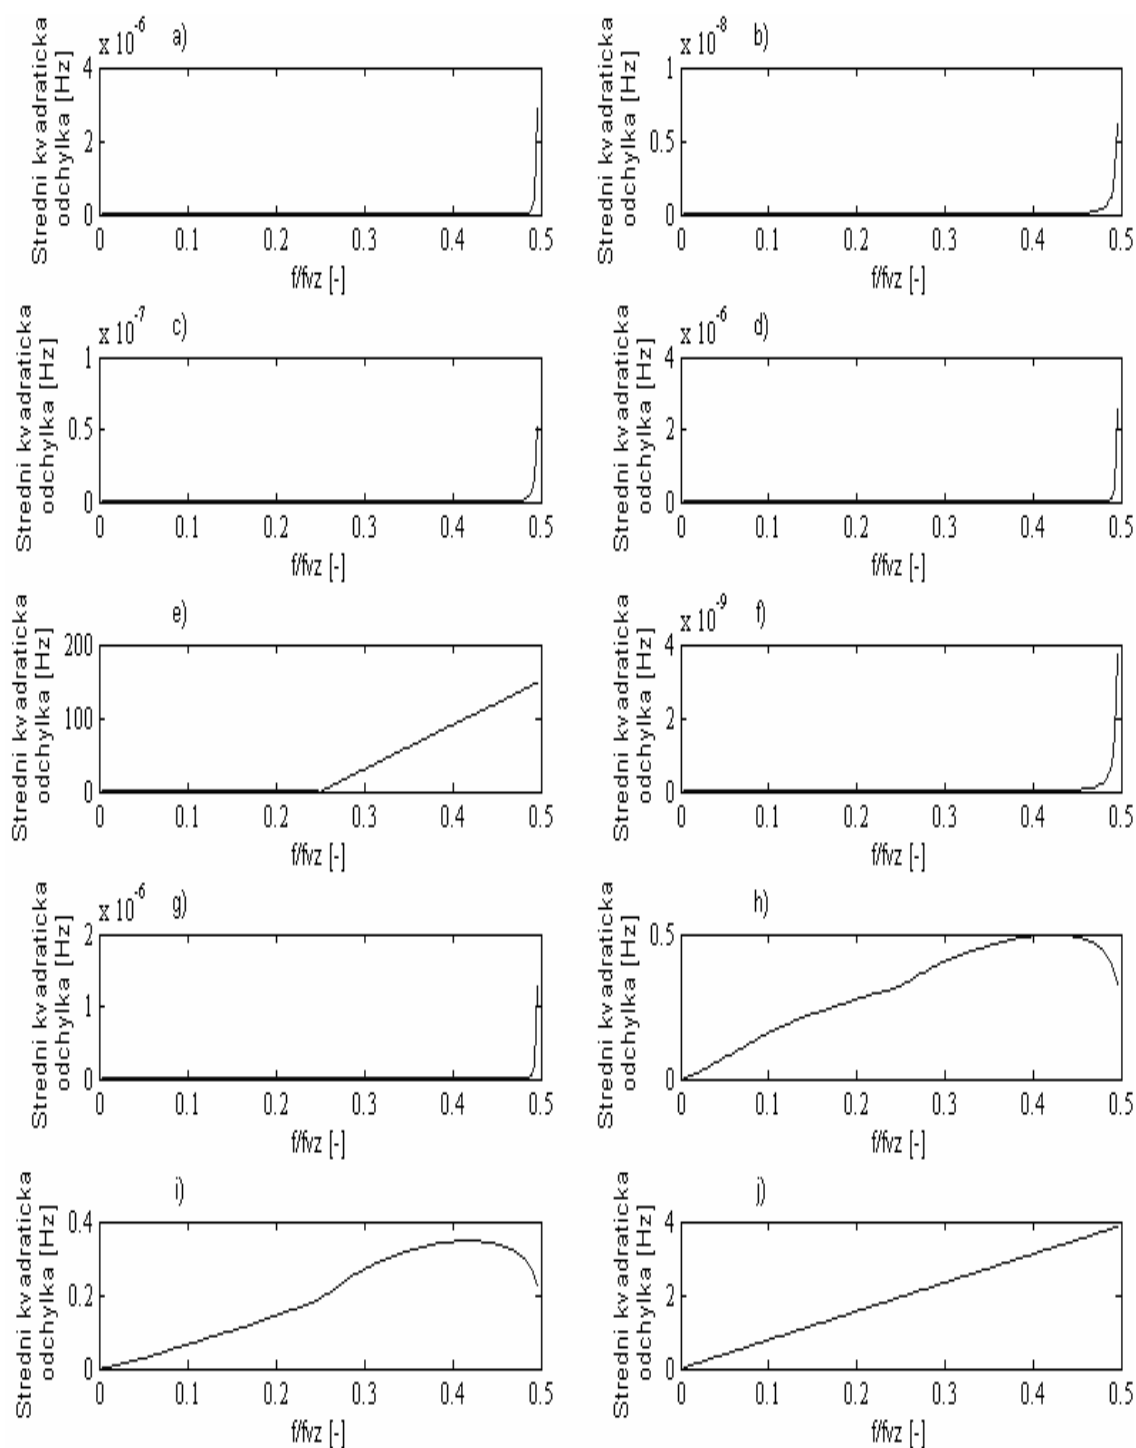 x 10^-6 a)
Stredni kvadraticka
odchylka [Hz]
4
2
0
0 0.1 0.2 0.3 0.4 0.5
f/fvz [-]
x 10^-8 b)
Stredni kvadraticka
odchylka [Hz]
1
0.5
0
0 0.1 0.2 0.3 0.4 0.5
f/fvz [-]
x 10^-7 c)
Stredni kvadraticka
odchylka [Hz]
1
0.5
0
0 0.1 0.2 0.3 0.4 0.5
f/fvz [-]
x 10^-6 d)
Stredni kvadraticka
odchylka [Hz]
4
2
0
0 0.1 0.2 0.3 0.4 0.5
f/fvz [-]
e)
Stredni kvadraticka
odchylka [Hz]
200
100
0
0 0.1 0.2 0.3 0.4 0.5
f/fvz [-]
x 10^-9 f)
Stredni kvadraticka
odchylka [Hz]
4
2
0
0 0.1 0.2 0.3 0.4 0.5
f/fvz [-]
x 10^-6 g)
Stredni kvadraticka
odchylka [Hz]
2
1
0
0 0.1 0.2 0.3 0.4 0.5
f/fvz [-]
h)
Stredni kvadraticka
odchylka [Hz]
0.5
0
0 0.1 0.2 0.3 0.4 0.5
f/fvz [-]
i)
Stredni kvadraticka
odchylka [Hz]
0.4
0.2
0
0 0.1 0.2 0.3 0.4 0.5
f/fvz [-]
j)
Stredni kvadraticka
odchylka [Hz]
4
2
0
0 0.1 0.2 0.3 0.4 0.5
f/fvz [-]